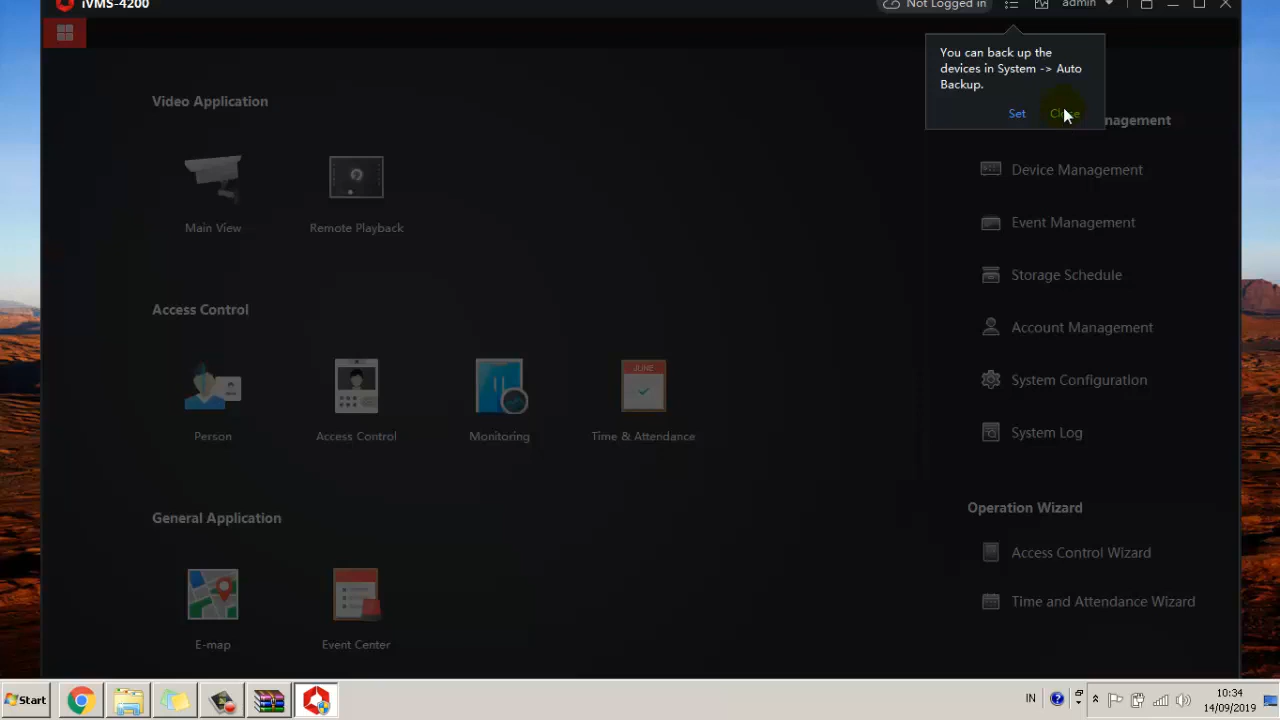 iVMS-4200
Not Logged in
admin
You can back up the
devices in System -> Auto
Backup.
Set
Close
Video Application
Main View
Remote Playback
Access Control
Person
Access Control
Monitoring
JUNE
Time & Attendance
General Application
E-map
Event Center
nagement
Device Management
Event Management
Storage Schedule
Account Management
System Configuration
System Log
Operation Wizard
Access Control Wizard
Time and Attendance Wizard
Start
IN
10:34
14/09/2019